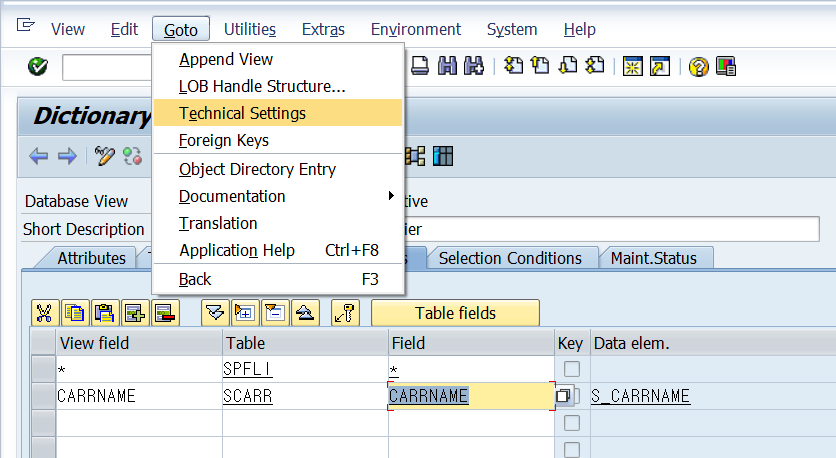 View Edit Goto Utilities Extras Environment System Help
Append View
LOB Handle Structure...
Technical Settings
Foreign Keys
Object Directory Entry
Documentation
Translation
Application Help Ctrl+F8
Back F3
Dictionary
Database View
Short Description
Attributes Selection Conditions Maint.Status
Table fields
View field Table Field Key Data elem.
* SPFLI *
CARRNAME SCARR CARRNAME S_CARRNAME